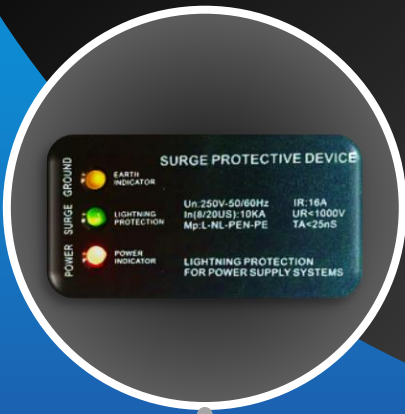 SURGE PROTECTIVE DEVICE
GROUND
EARTH
INDICATOR
SURGE
LIGHTNING
PROTECTION
POWER
POWER
INDICATOR
Un:250V-50/60Hz IR:16A
In(8/20US):10KA UR<1000V
Mp:L-NL-PEN-PE TA<25nS
LIGHTNING PROTECTION
FOR POWER SUPPLY SYSTEMS